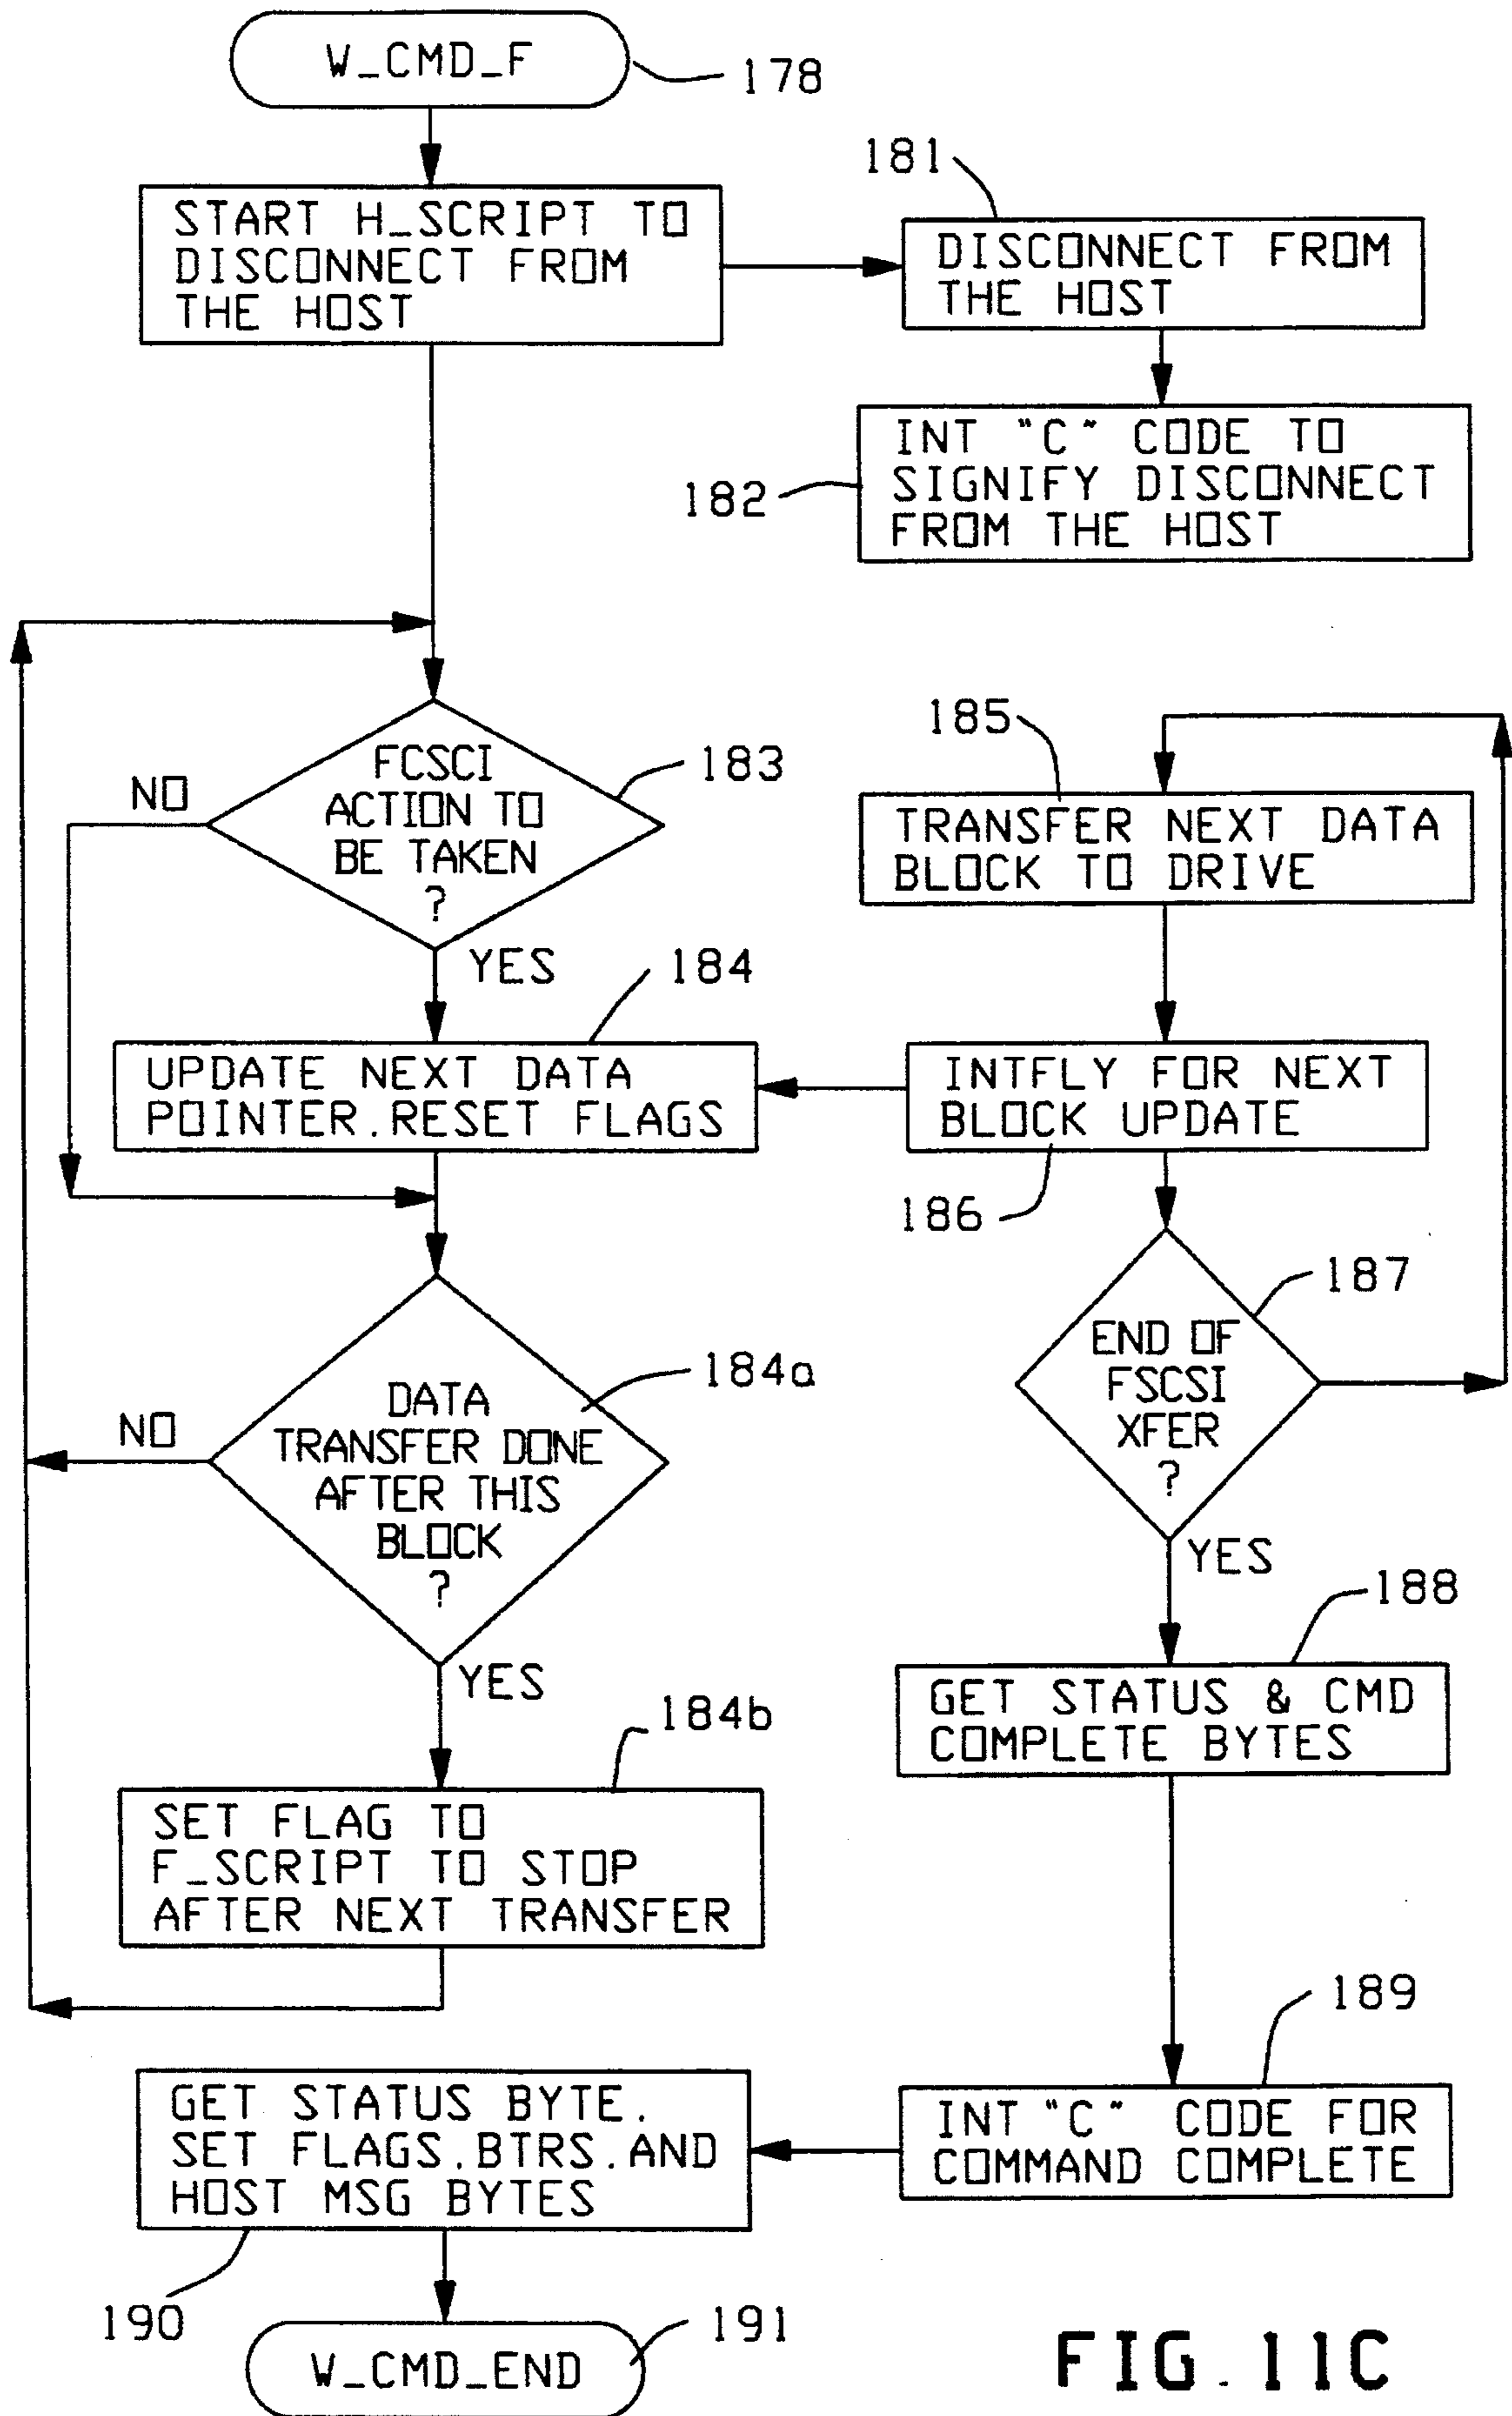 W_CMD_F
178
START H_SCRIPT TO
DISCONNECT FROM
THE HOST
181
DISCONNECT FROM
THE HOST
INT "C" CODE TO
SIGNIFY DISCONNECT
FROM THE HOST
182
FCSCI
ACTION TO
BE TAKEN
?
183
NO
YES
185
TRANSFER NEXT DATA
BLOCK TO DRIVE
184
UPDATE NEXT DATA
POINTER.RESET FLAGS
INTFLY FOR NEXT
BLOCK UPDATE
186
187
END OF
FSCSI
XFER
?
YES
184a
DATA
TRANSFER DONE
AFTER THIS
BLOCK
?
NO
YES
188
GET STATUS & CMD
COMPLETE BYTES
184b
SET FLAG TO
F_SCRIPT TO STOP
AFTER NEXT TRANSFER
189
INT "C" CODE FOR
COMMAND COMPLETE
GET STATUS BYTE.
SET FLAGS.BTRS.AND
HOST MSG BYTES
190
W_CMD_END
191
FIG.11C